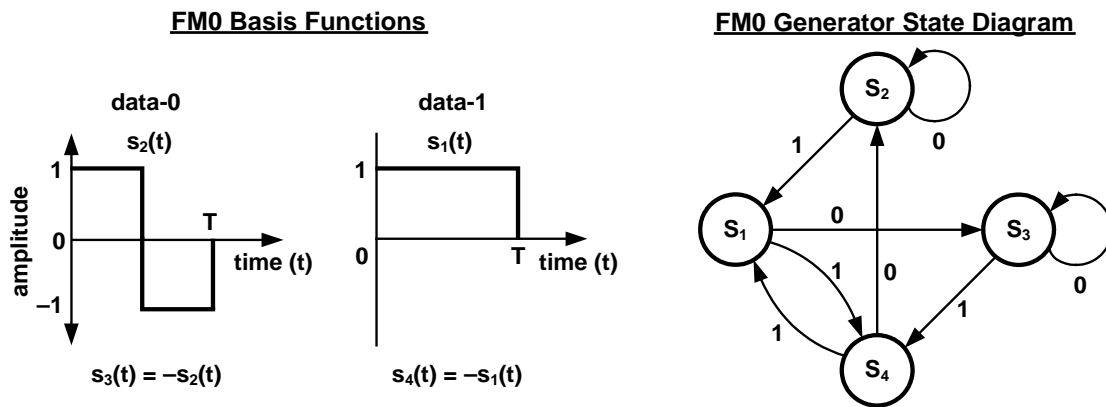 FM0 Basis Functions
data-0
s2(t)
amplitude
1
0
–1
T
time (t)
s3(t) = –s2(t)
data-1
s1(t)
1
0
T
time (t)
s4(t) = –s1(t)
FM0 Generator State Diagram
S2
0
1
S1
0
S3
0
1
0
1
1
S4